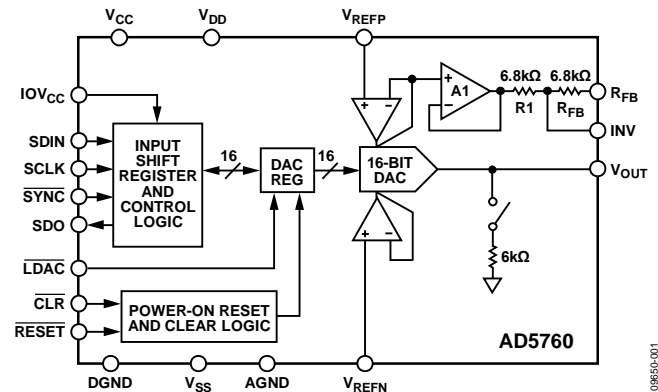 VCC
VDD
VREFP
IOVCC
SDIN
SCLK
SYNC
SDO
LDAC
CLR
RESET
INPUT
SHIFT
REGISTER
AND
CONTROL
LOGIC
16
DAC
REG
16
16-BIT
DAC
A1
6.8kΩ
R1
6.8kΩ
RFB
RFB
INV
VOUT
6kΩ
POWER-ON RESET
AND CLEAR LOGIC
AD5760
DGND
VSS
AGND
VREFN
09650-001